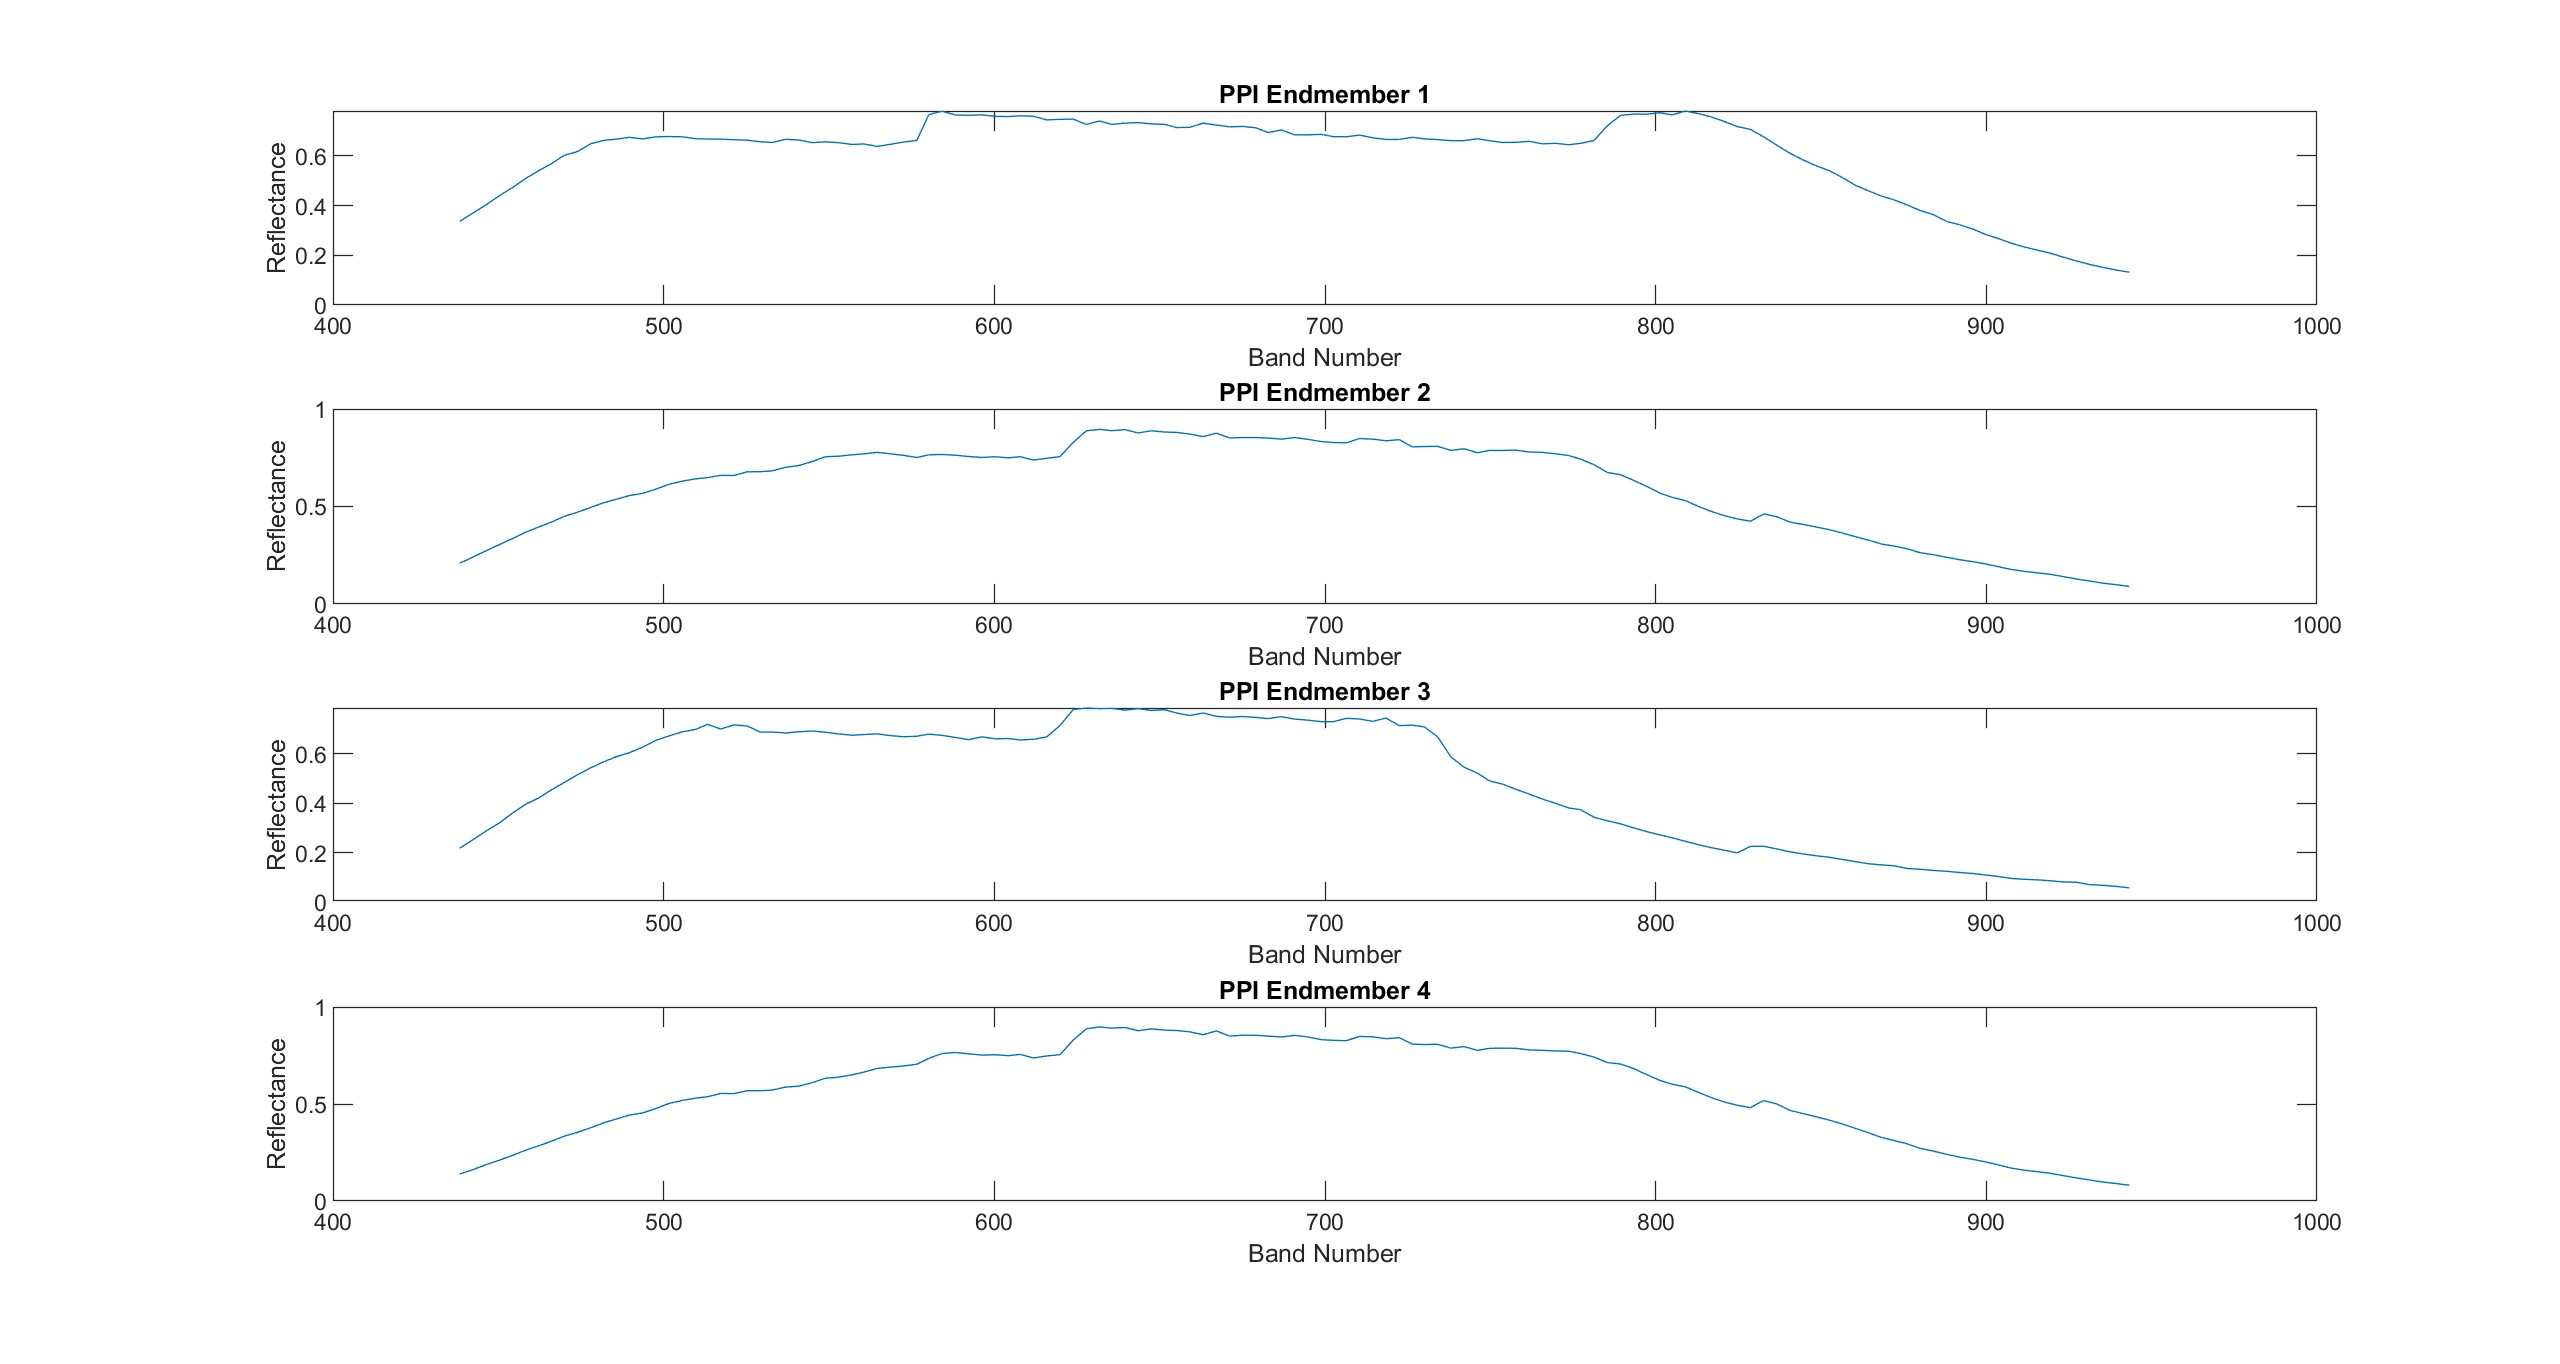 PPI Endmember 1
Reflectance
0.6
0.4
0.2
0
400 500 600 700 800 900 1000
Band Number
PPI Endmember 2
Reflectance
1
0.5
0
400 500 600 700 800 900 1000
Band Number
PPI Endmember 3
Reflectance
0.6
0.4
0.2
0
400 500 600 700 800 900 1000
Band Number
PPI Endmember 4
Reflectance
1
0.5
0
400 500 600 700 800 900 1000
Band Number